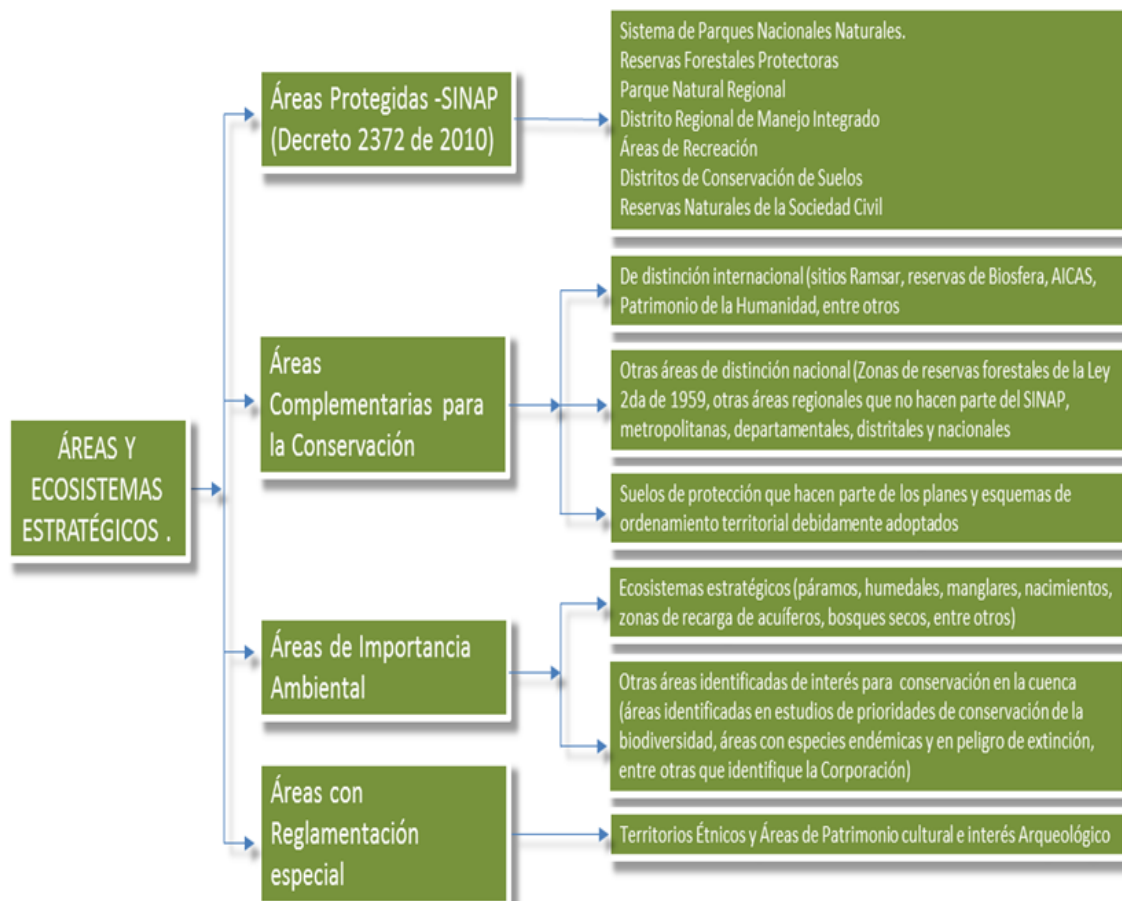 ÁREAS Y
ECOSISTEMAS
ESTRATÉGICOS .
Áreas Protegidas -SINAP
(Decreto 2372 de 2010)
Sistema de Parques Nacionales Naturales.
Reservas Forestales Protectoras
Parque Natural Regional
Distrito Regional de Manejo Integrado
Áreas de Recreación
Distritos de Conservación de Suelos
Reservas Naturales de la Sociedad Civil
Áreas
Complementarias para
la Conservación
De distinción internacional (sitios Ramsar, reservas de Biosfera, AICAS,
Patrimonio de la Humanidad, entre otros
Otras áreas de distinción nacional (Zonas de reservas forestales de la Ley
2da de 1959, otras áreas regionales que no hacen parte del SINAP,
metropolitanas, departamentales, distritales y nacionales
Suelos de protección que hacen parte de los planes y esquemas de
ordenamiento territorial debidamente adoptados
Áreas de Importancia
Ambiental
Ecosistemas estratégicos (páramos, humedales, manglares, nacimientos,
zonas de recarga de acuíferos, bosques secos, entre otros)
Otras áreas identificadas de interés para conservación en la cuenca
(áreas identificadas en estudios de prioridades de conservación de la
biodiversidad, áreas con especies endémicas y en peligro de extinción,
entre otras que identifique la Corporación)
Áreas con
Reglamentación
especial
Territorios Étnicos y Áreas de Patrimonio cultural e interés Arqueológico